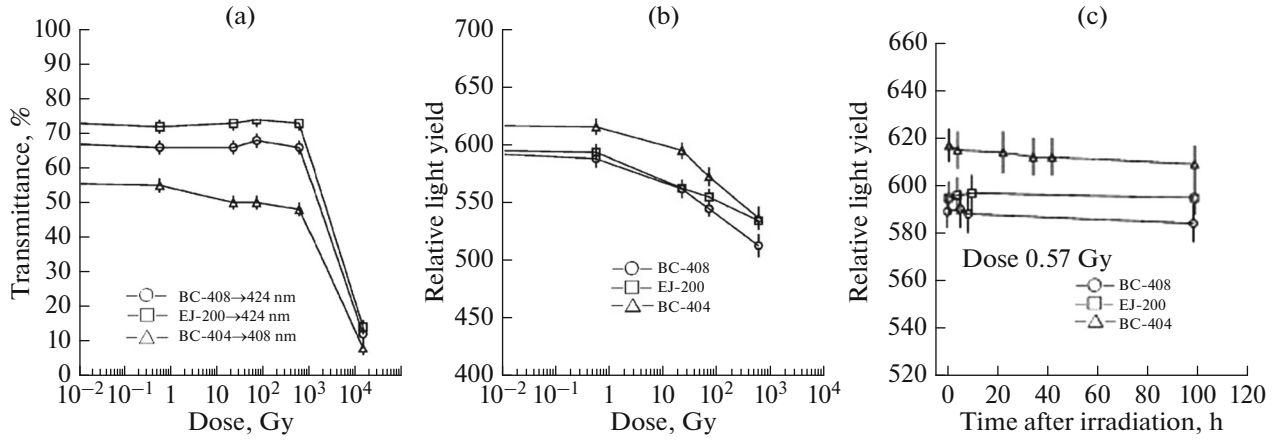 (a)
Transmittance, %
100
90
80
70
60
50
40
30
20
10
0
BC-408→424 nm
EJ-200→424 nm
BC-404→408 nm
10⁻² 10⁻¹ 1 10 10² 10³ 10⁴
Dose, Gy
(b)
Relative light yield
700
650
600
550
500
450
400
BC-408
EJ-200
BC-404
10⁻² 10⁻¹ 1 10 10² 10³ 10⁴
Dose, Gy
(c)
Relative light yield
660
640
620
600
580
560
540
520
Dose 0.57 Gy
BC-408
EJ-200
BC-404
0 20 40 60 80 100 120
Time after irradiation, h